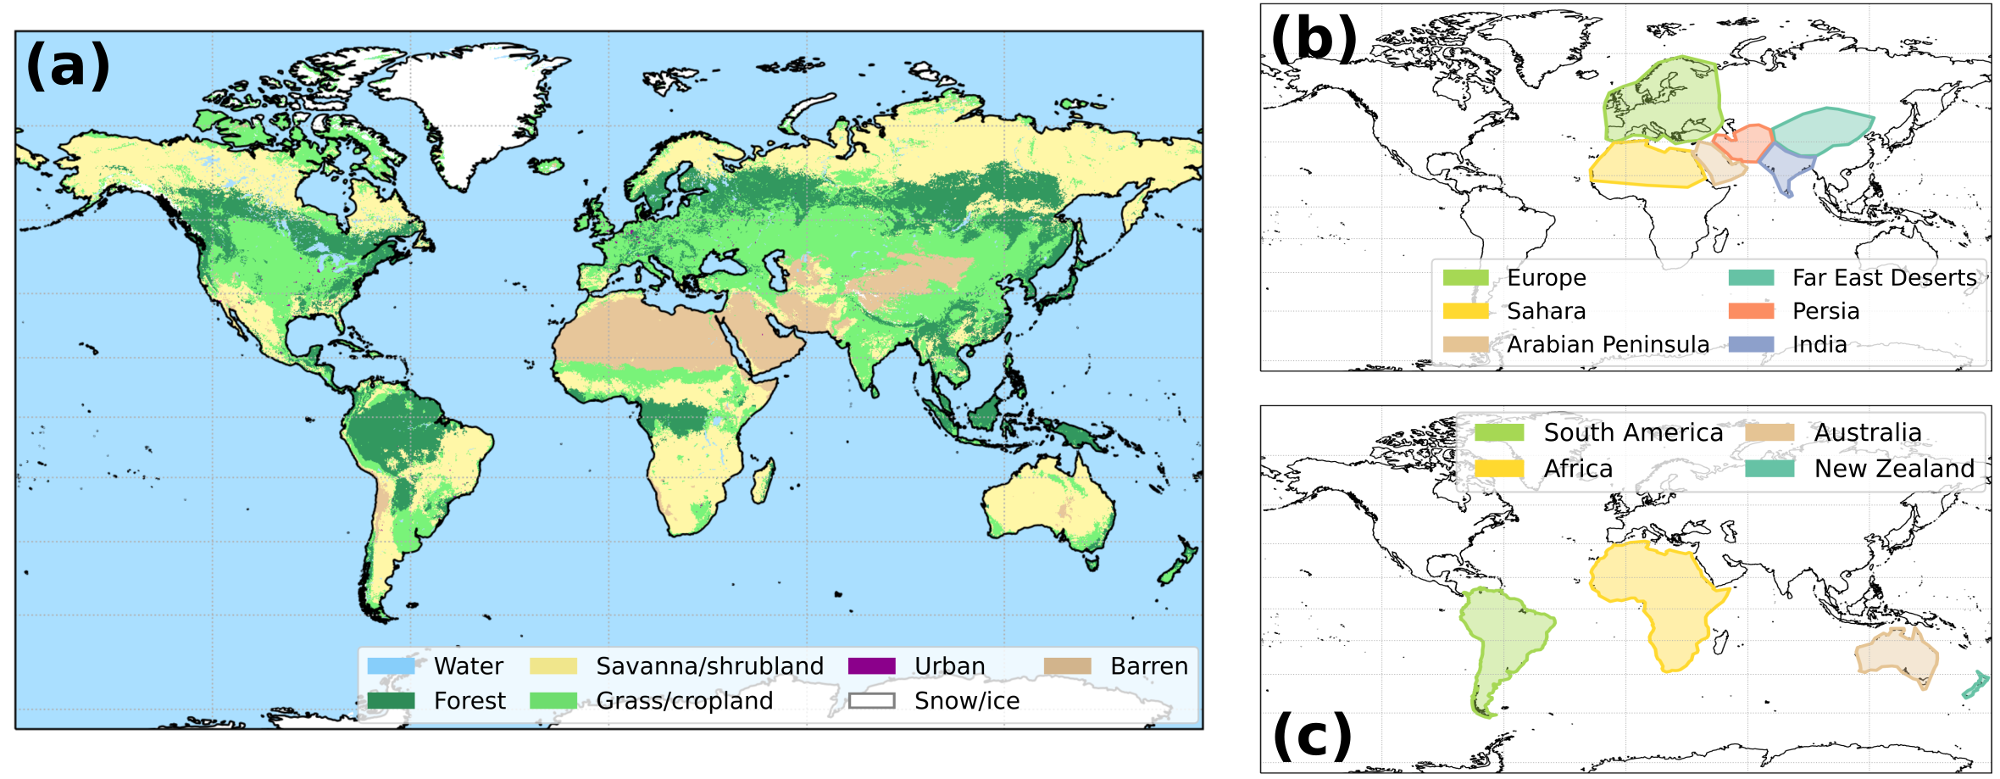 (a)
Water Savanna/shrubland Urban Barren
Forest Grass/cropland Snow/ice
(b)
Europe Far East Deserts
Sahara Persia
Arabian Peninsula India
South America Australia
Africa New Zealand
(c)